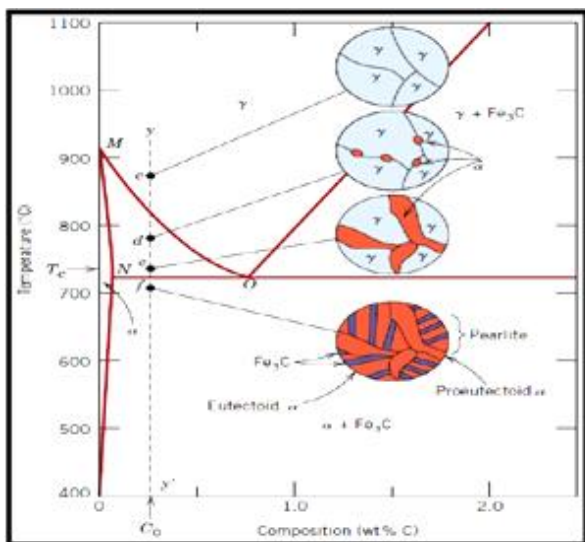 1100
γ
γ
γ
γ
1000
γ
γ + Fe₃C
y
M
γ
γ
900
c
γ
γ
α
Temperature (°C)
800
d
γ
γ
e
Tₑ
N
O
γ
γ
700
f
α
Pearlite
600
Fe₃C
Proeutectoid α
Eutectoid α
α + Fe₃C
500
y'
400
0
1.0
2.0
C₀
Composition (wt % C)